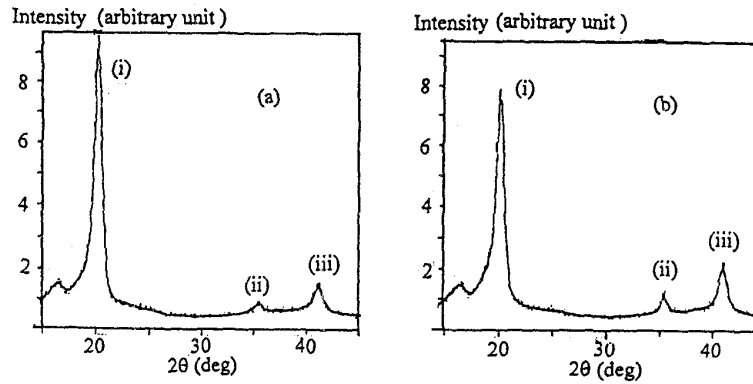 Intensity (arbitrary unit)
8
6
4
2
(i)
(a)
(ii)
(iii)
20
30
40
2θ (deg)
Intensity (arbitrary unit)
8
6
4
2
(i)
(b)
(ii)
(iii)
20
30
40
2θ (deg)